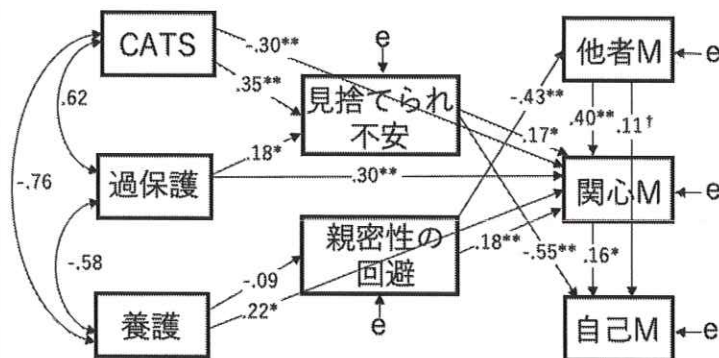 CATS
-.30**
e
他者M
e
.35**
見捨てられ
不安
-.43**
.62
.40**
.11†
.18*
.17*
-.76
過保護
.30**
関心M
e
親密性の
回避
-.58
.18**
-.55**
.16*
-.09
.22*
養護
e
自己M
e